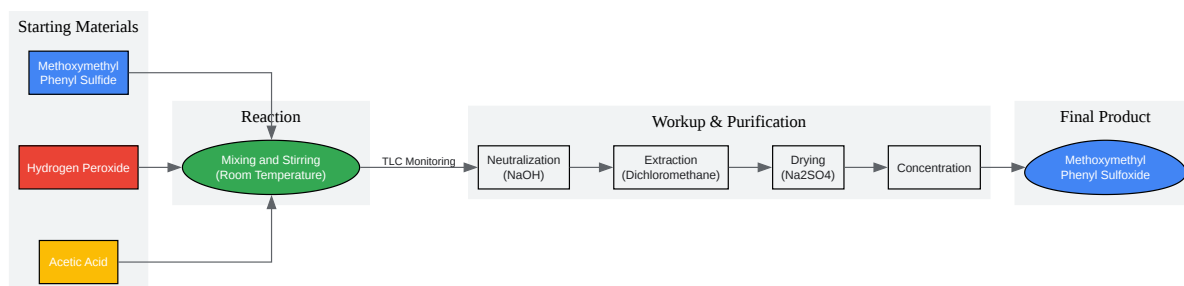 Starting Materials
Methoxymethyl
Phenyl Sulfide
Hydrogen Peroxide
Acetic Acid
Reaction
Mixing and Stirring
(Room Temperature)
TLC Monitoring
Workup & Purification
Neutralization
(NaOH)
Extraction
(Dichloromethane)
Drying
(Na2SO4)
Concentration
Final Product
Methoxymethyl
Phenyl Sulfoxide